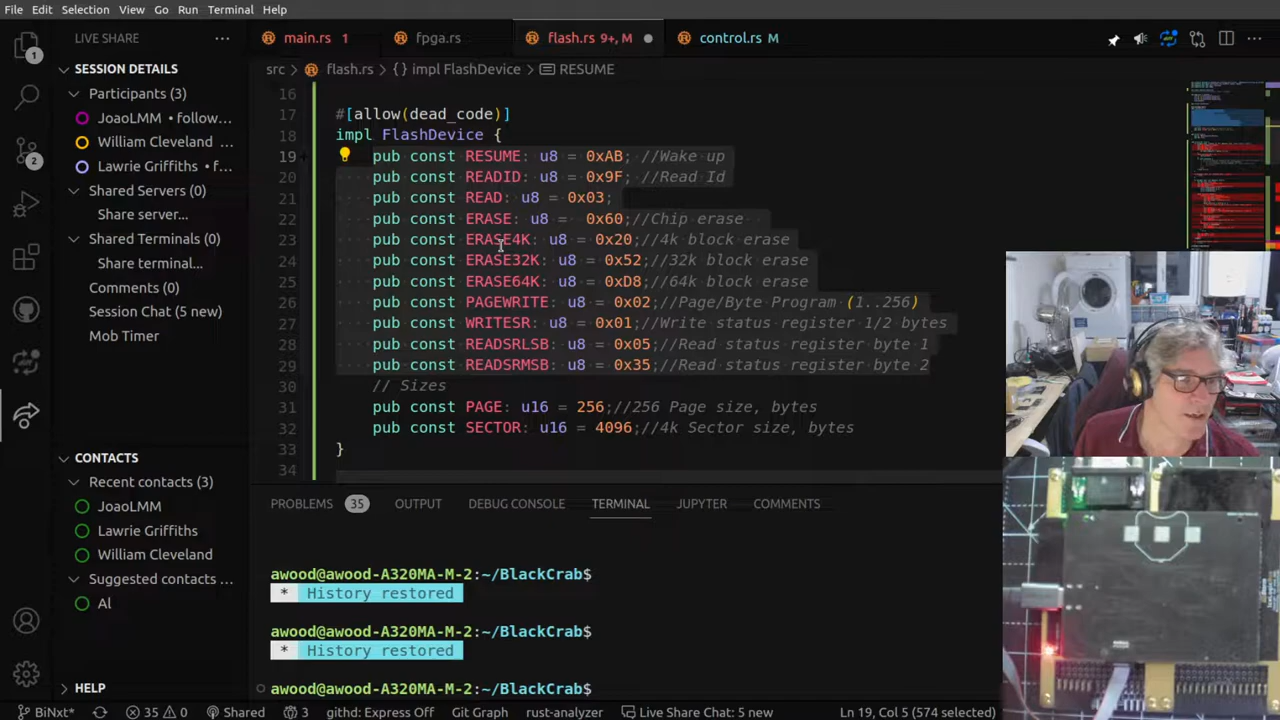 File Edit Selection View Go Run Terminal Help
LIVE SHARE
main.rs 1
fpga.rs
flash.rs 9+, M
control.rs M
SESSION DETAILS
src > flash.rs > {} impl FlashDevice > RESUME
Participants (3)
JoaoLMM • follow...
William Cleveland...
Lawrie Griffiths • f...
Shared Servers (0)
Share server...
Shared Terminals (0)
Share terminal...
Comments (0)
Session Chat (5 new)
Mob Timer
CONTACTS
Recent contacts (3)
JoaoLMM
Lawrie Griffiths
William Cleveland
Suggested contacts ...
Al
HELP
16
17 #[allow(dead_code)]
18 impl FlashDevice {
19 pub const RESUME: u8 = 0xAB; //Wake up
20 pub const READID: u8 = 0x9F; //Read Id
21 pub const READ: u8 = 0x03;
22 pub const ERASE: u8 = 0x60;//Chip erase
23 pub const ERASE4K: u8 = 0x20;//4k block erase
24 pub const ERASE32K: u8 = 0x52;//32k block erase
25 pub const ERASE64K: u8 = 0xD8;//64k block erase
26 pub const PAGEWRITE: u8 = 0x02;//Page/Byte Program (1..256)
27 pub const WRITESR: u8 = 0x01;//Write status register 1/2 bytes
28 pub const READSRLSB: u8 = 0x05;//Read status register byte 1
29 pub const READSRMSB: u8 = 0x35;//Read status register byte 2
30 // Sizes
31 pub const PAGE: u16 = 256;//256 Page size, bytes
32 pub const SECTOR: u16 = 4096;//4k Sector size, bytes
33 }
34
PROBLEMS 35 OUTPUT DEBUG CONSOLE TERMINAL JUPYTER COMMENTS
awood@awood-A320MA-M-2:~/BlackCrab$
* History restored
awood@awood-A320MA-M-2:~/BlackCrab$
* History restored
awood@awood-A320MA-M-2:~/BlackCrab$
1
2
BiNxt* 35 0 Shared 3 githd: Express Off Git Graph rust-analyzer Live Share Chat: 5 new Ln 19, Col 5 (574 selected)